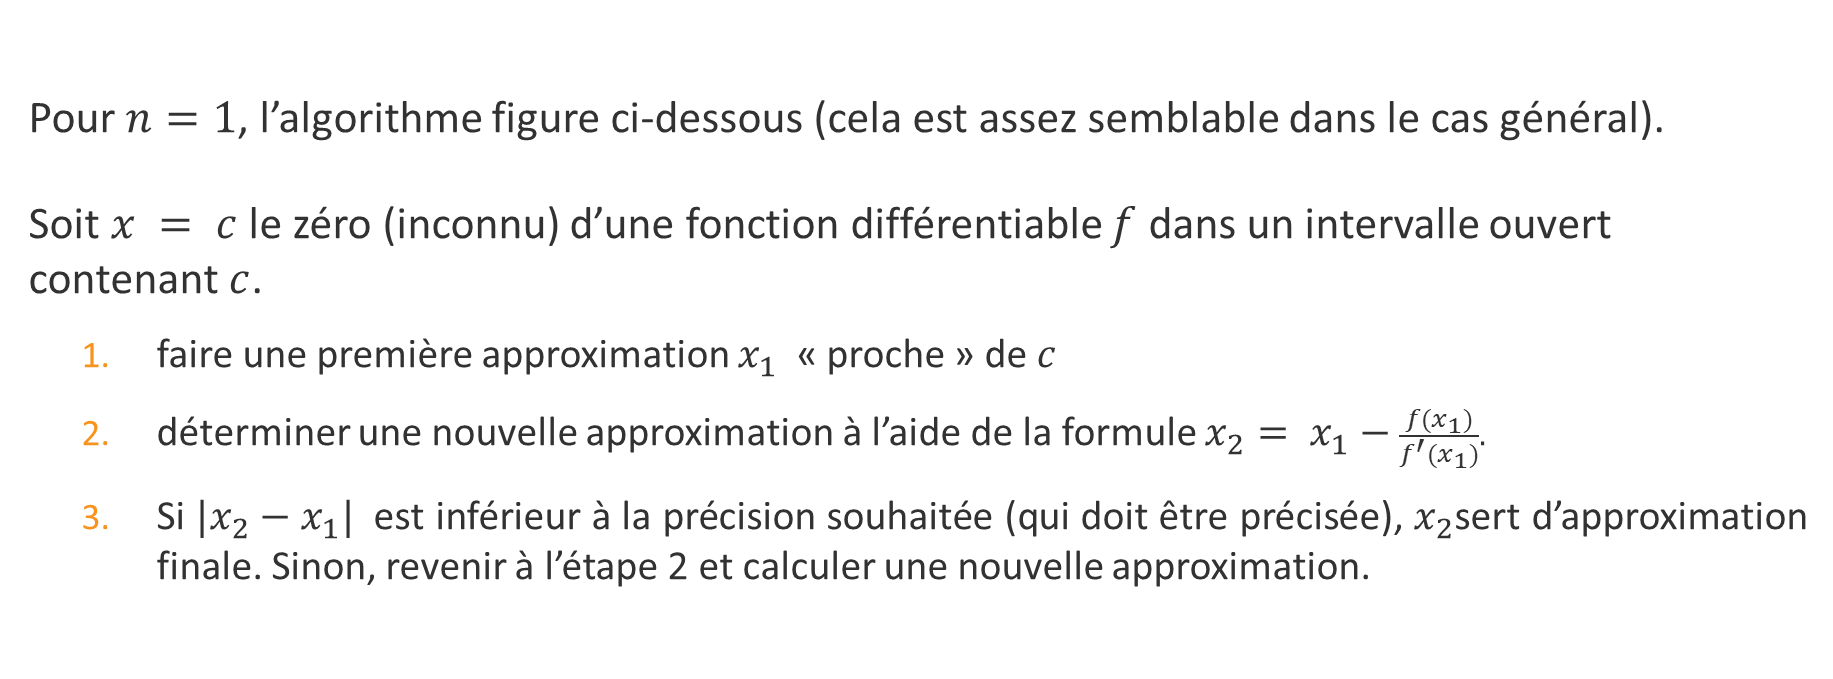 Pour n = 1, l’algorithme figure ci-dessous (cela est assez semblable dans le cas général).
Soit x = c le zéro (inconnu) d’une fonction différentiable f dans un intervalle ouvert
contenant c.
1. faire une première approximation x₁ « proche » de c
2. déterminer une nouvelle approximation à l’aide de la formule x₂ = x₁ − f(x₁)/f′(x₁).
3. Si |x₂ − x₁| est inférieur à la précision souhaitée (qui doit être précisée), x₂sert d’approximation
finale. Sinon, revenir à l’étape 2 et calculer une nouvelle approximation.